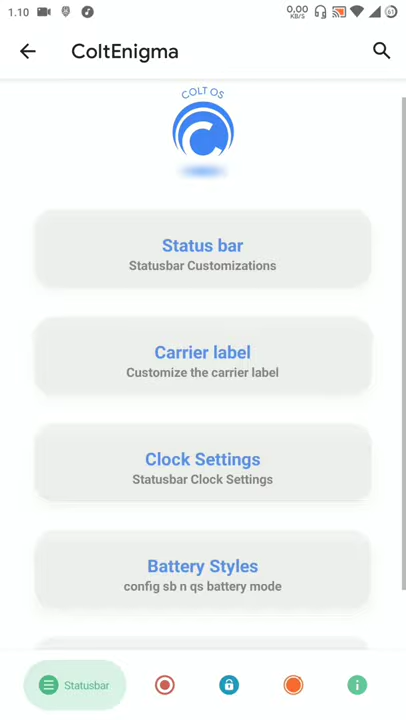 1.10
0,00
KB/S
61
ColtEnigma
COLT OS
Status bar
Statusbar Customizations
Carrier label
Customize the carrier label
Clock Settings
Statusbar Clock Settings
Battery Styles
config sb n qs battery mode
Statusbar